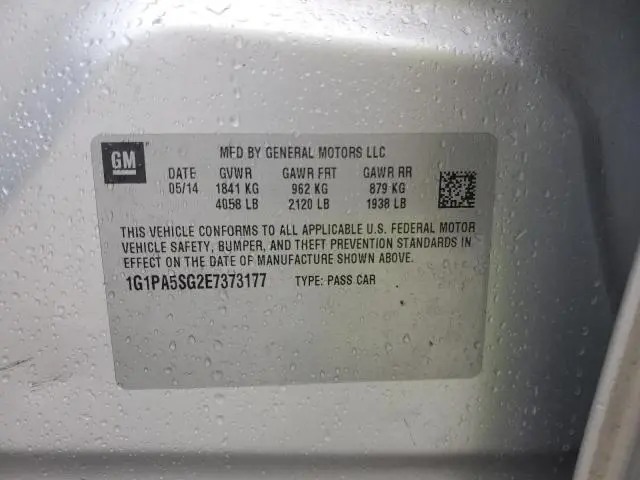 GM
MFD BY GENERAL MOTORS LLC
DATE GVWR GAWR FRT GAWR RR
05/14 1841 KG 962 KG 879 KG
4058 LB 2120 LB 1938 LB
THIS VEHICLE CONFORMS TO ALL APPLICABLE U.S. FEDERAL MOTOR
VEHICLE SAFETY, BUMPER, AND THEFT PREVENTION STANDARDS IN
EFFECT ON THE DATE OF MANUFACTURE SHOWN ABOVE.
1G1PA5SG2E7373177 TYPE: PASS CAR